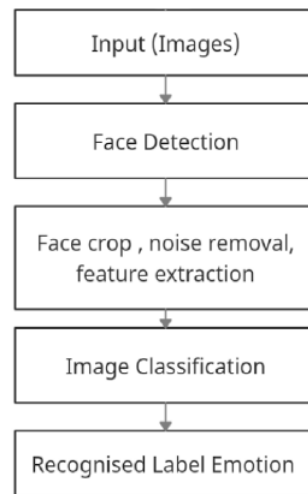 Input (Images)
Face Detection
Face crop , noise removal,
feature extraction
Image Classification
Recognised Label Emotion